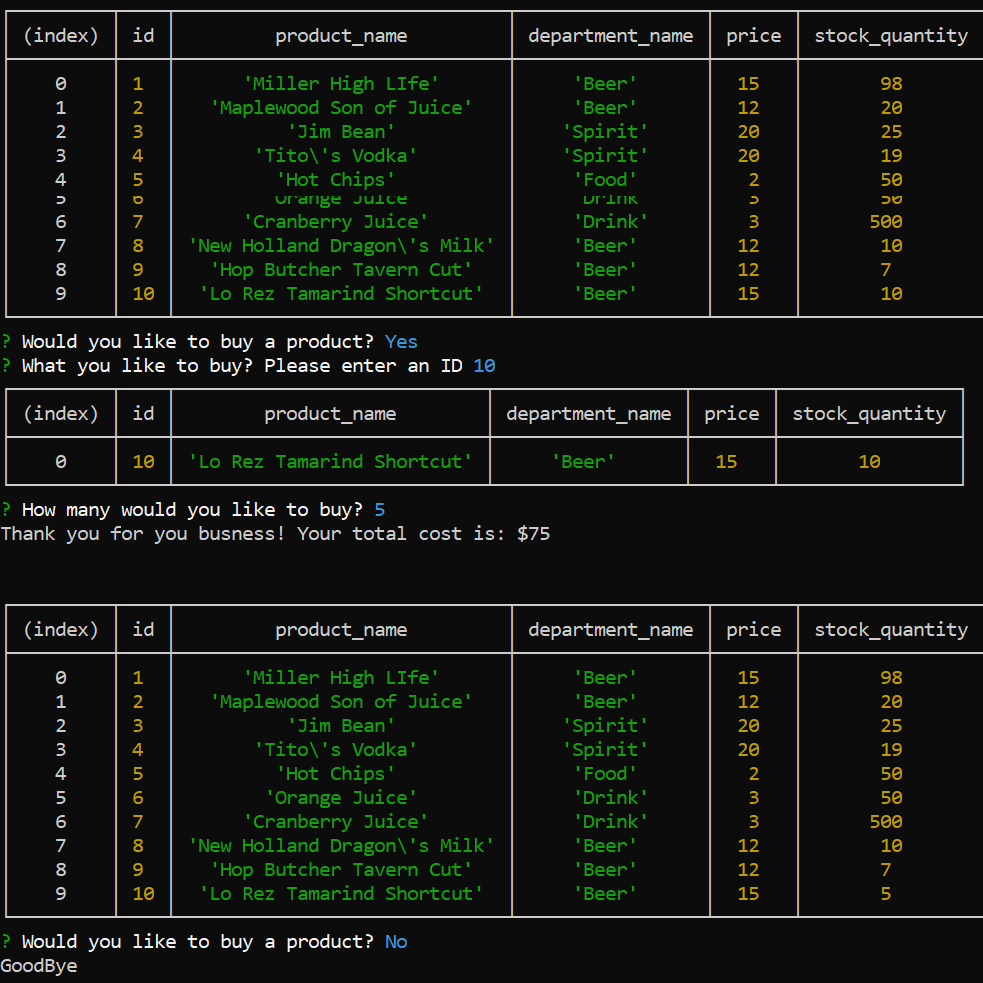 (index) id product_name department_name price stock_quantity
0 1 'Miller High LIfe' 'Beer' 15 98
1 2 'Maplewood Son of Juice' 'Beer' 12 20
2 3 'Jim Bean' 'Spirit' 20 25
3 4 'Tito\'s Vodka' 'Spirit' 20 19
4 5 'Hot Chips' 'Food' 2 50
5 6 Orange Juice Drink 3 50
6 7 'Cranberry Juice' 'Drink' 3 500
7 8 'New Holland Dragon\'s Milk' 'Beer' 12 10
8 9 'Hop Butcher Tavern Cut' 'Beer' 12 7
9 10 'Lo Rez Tamarind Shortcut' 'Beer' 15 10
? Would you like to buy a product? Yes
? What you like to buy? Please enter an ID 10
(index) id product_name department_name price stock_quantity
0 10 'Lo Rez Tamarind Shortcut' 'Beer' 15 10
? How many would you like to buy? 5
Thank you for you busness! Your total cost is: $75
(index) id product_name department_name price stock_quantity
0 1 'Miller High LIfe' 'Beer' 15 98
1 2 'Maplewood Son of Juice' 'Beer' 12 20
2 3 'Jim Bean' 'Spirit' 20 25
3 4 'Tito\'s Vodka' 'Spirit' 20 19
4 5 'Hot Chips' 'Food' 2 50
5 6 'Orange Juice' 'Drink' 3 50
6 7 'Cranberry Juice' 'Drink' 3 500
7 8 'New Holland Dragon\'s Milk' 'Beer' 12 10
8 9 'Hop Butcher Tavern Cut' 'Beer' 12 7
9 10 'Lo Rez Tamarind Shortcut' 'Beer' 15 5
? Would you like to buy a product? No
GoodBye